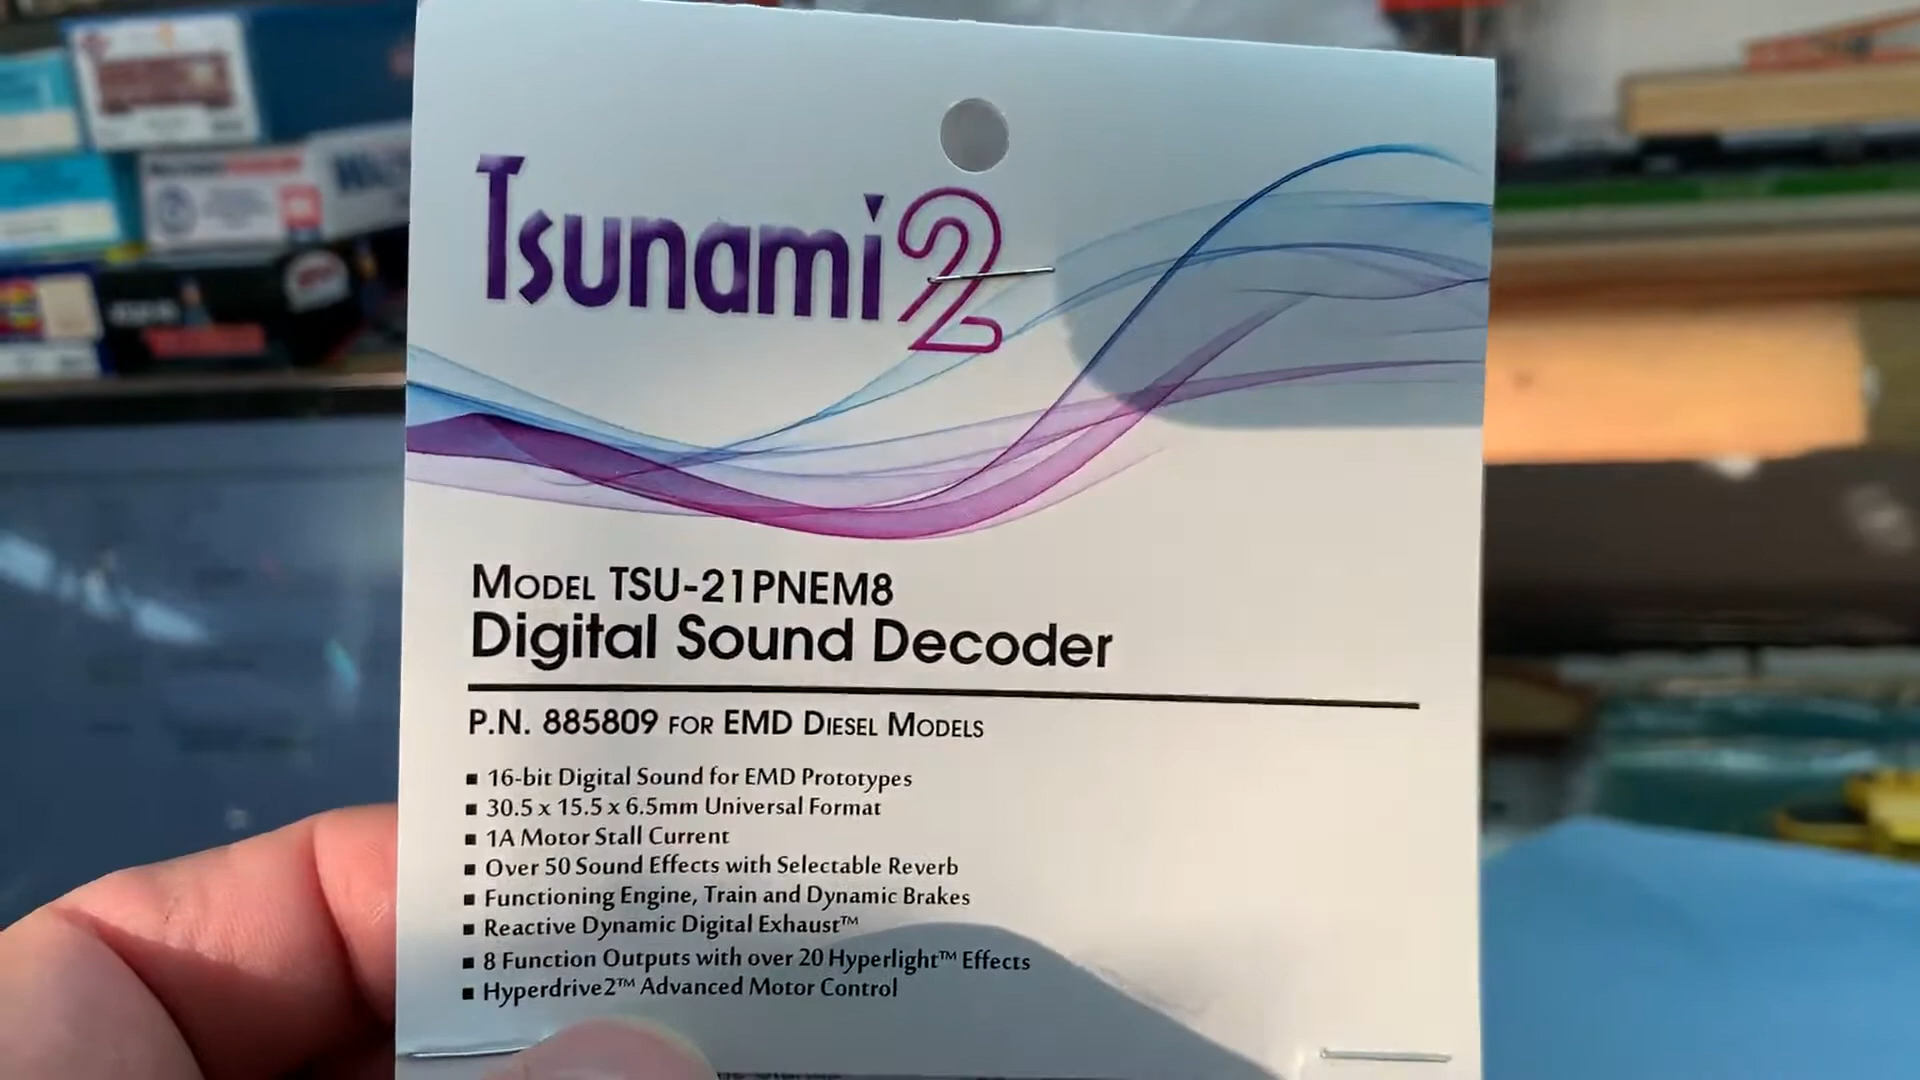 Tsunami2
Model TSU-21PNEM8
Digital Sound Decoder
P.N. 885809 for EMD Diesel Models
▪ 16-bit Digital Sound for EMD Prototypes
▪ 30.5 x 15.5 x 6.5mm Universal Format
▪ 1A Motor Stall Current
▪ Over 50 Sound Effects with Selectable Reverb
▪ Functioning Engine, Train and Dynamic Brakes
▪ Reactive Dynamic Digital Exhaust™
▪ 8 Function Outputs with over 20 Hyperlight™ Effects
▪ Hyperdrive2™ Advanced Motor Control